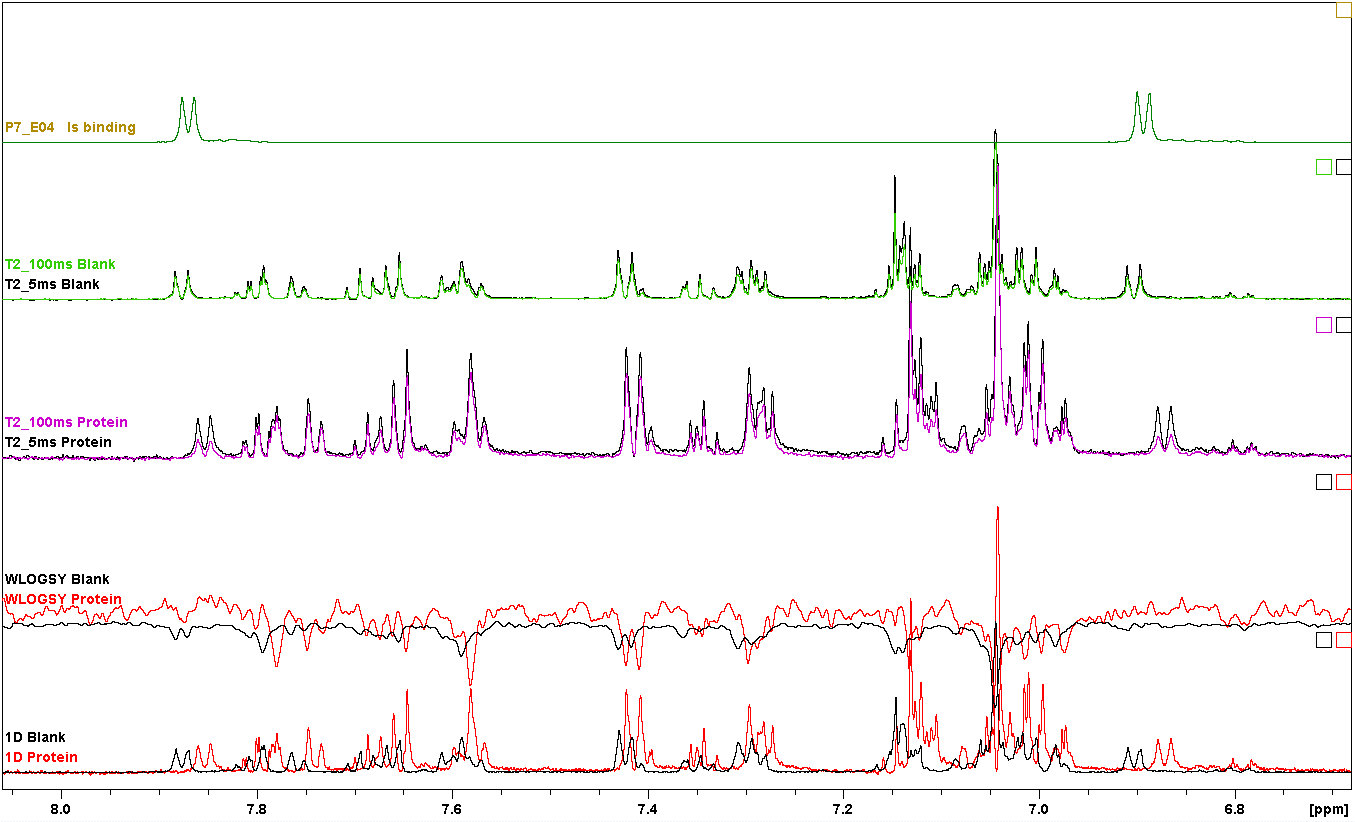 P7_E04 Is binding
T2_100ms Blank
T2_5ms Blank
T2_100ms Protein
T2_5ms Protein
WLOGSY Blank
WLOGSY Protein
1D Blank
1D Protein
8.0 7.8 7.6 7.4 7.2 7.0 6.8 [ppm]